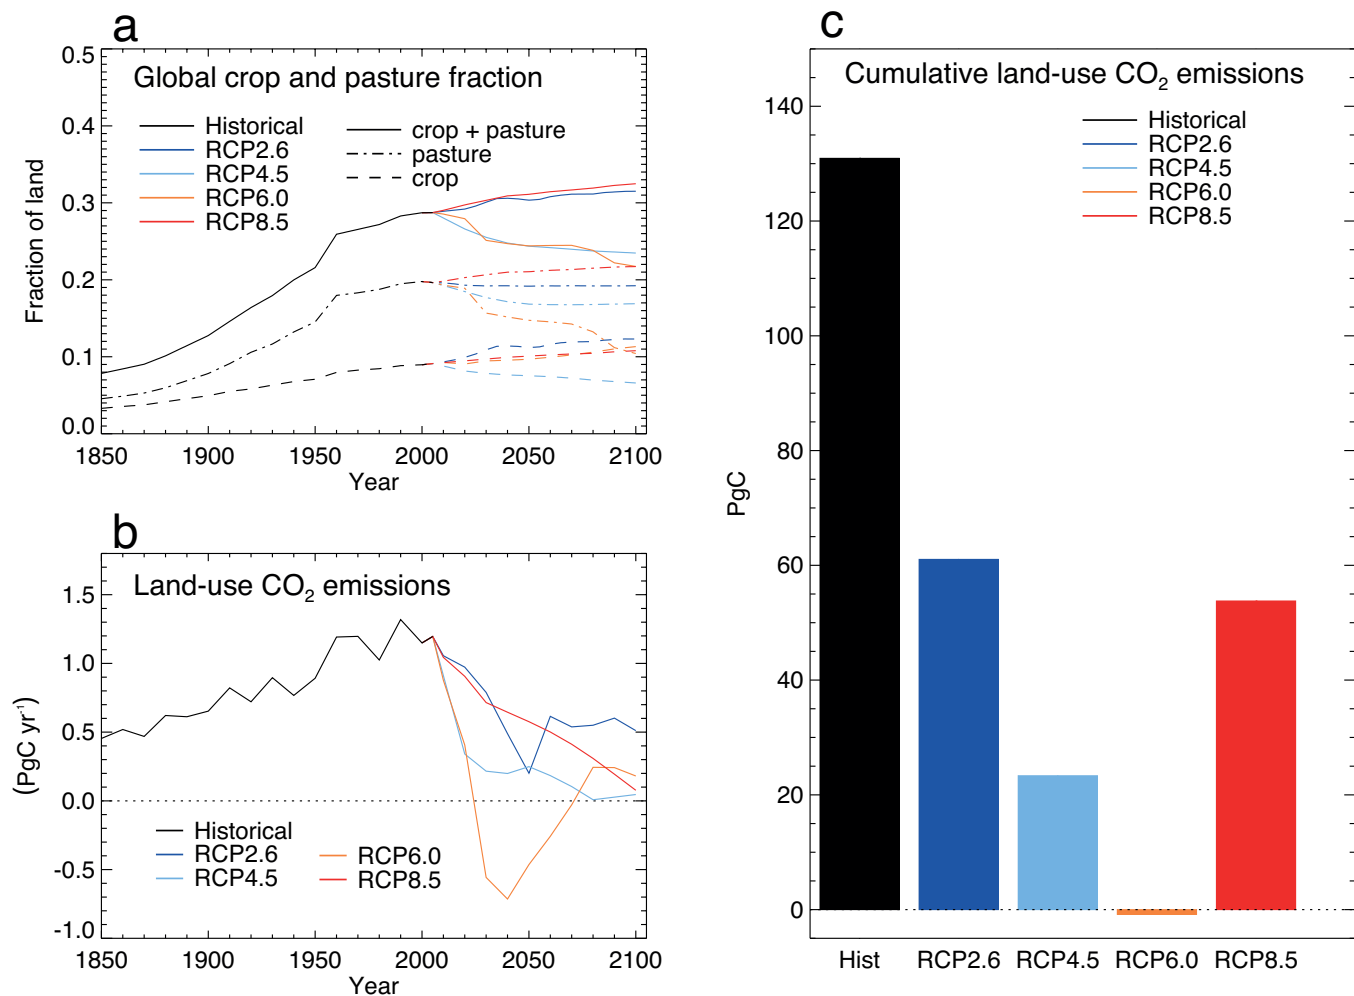 a
Global crop and pasture fraction
Historical
RCP2.6
RCP4.5
RCP6.0
RCP8.5
crop + pasture
pasture
crop
Fraction of land
0.5
0.4
0.3
0.2
0.1
0.0
1850 1900 1950 2000 2050 2100
Year
b
Land-use CO2 emissions
(PgC yr-1)
1.5
1.0
0.5
0.0
-0.5
-1.0
Historical
RCP2.6
RCP4.5
RCP6.0
RCP8.5
1850 1900 1950 2000 2050 2100
Year
c
Cumulative land-use CO2 emissions
Historical
RCP2.6
RCP4.5
RCP6.0
RCP8.5
PgC
140
120
100
80
60
40
20
0
Hist RCP2.6 RCP4.5 RCP6.0 RCP8.5